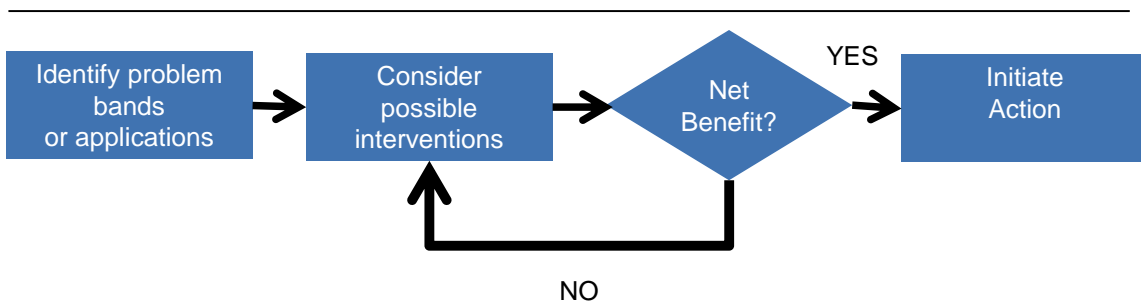 Identify problem
bands
or applications
Consider
possible
interventions
Net
Benefit?
YES
Initiate
Action
NO